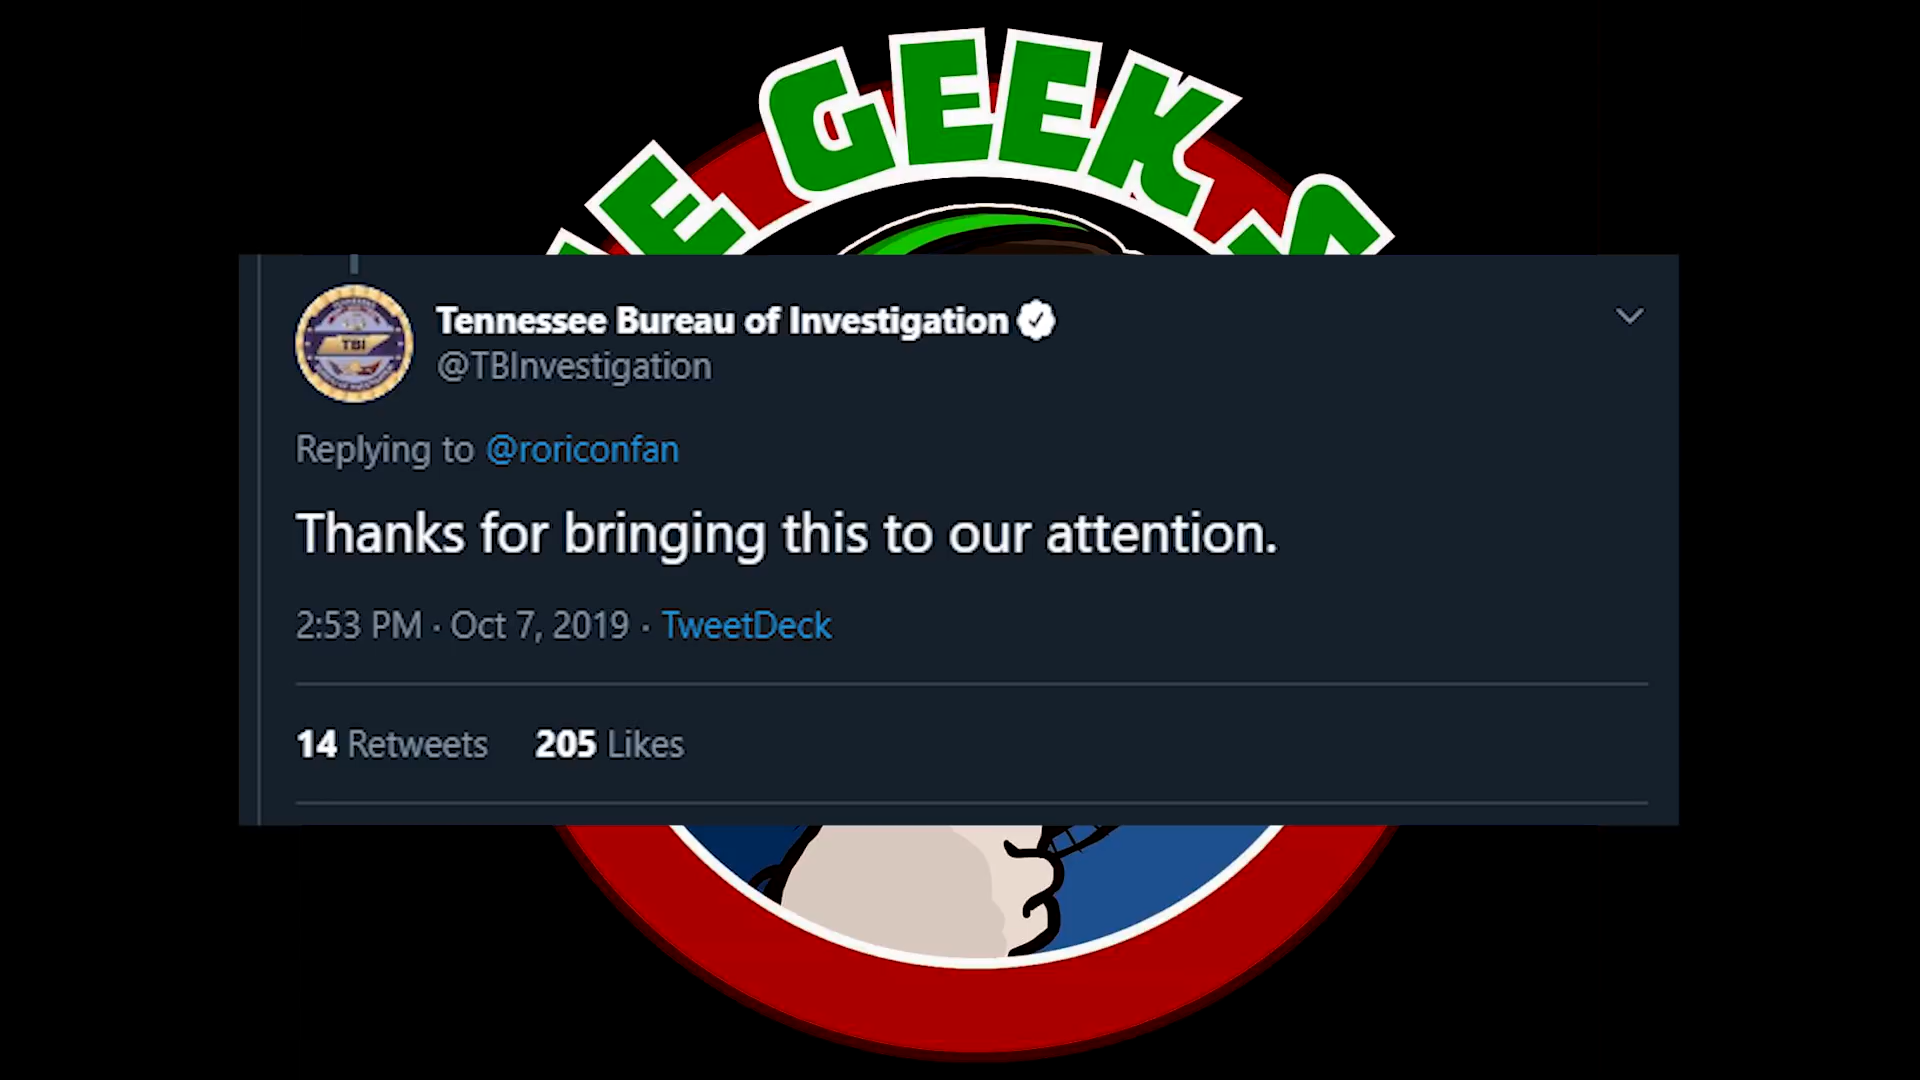 GEEK
TBI
Tennessee Bureau of Investigation
@TBInvestigation
Replying to @roriconfan
Thanks for bringing this to our attention.
2:53 PM · Oct 7, 2019 · TweetDeck
14 Retweets 205 Likes